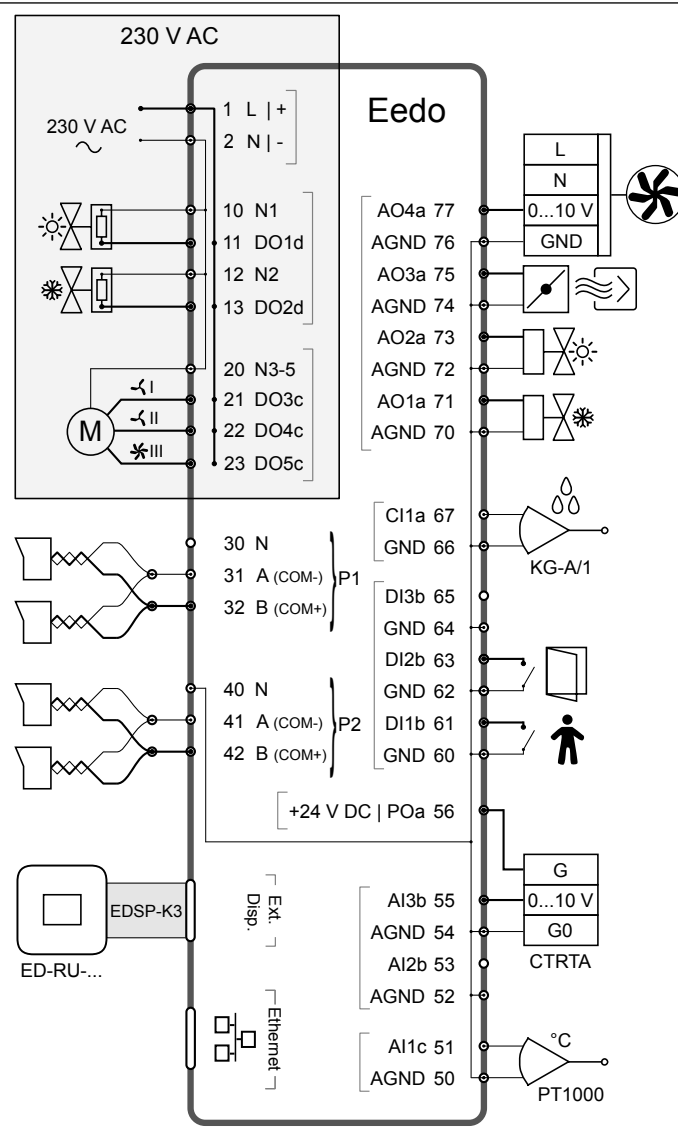 230 V AC
Eedo
230 V AC
1 L | +
2 N | -
10 N1
11 DO1d
12 N2
13 DO2d
20 N3-5
21 DO3c
22 DO4c
23 DO5c
I
II
III
M
30 N
31 A (COM-)
32 B (COM+)
P1
40 N
41 A (COM-)
42 B (COM+)
P2
EDSP-K3
ED-RU-...
Ext.
Disp.
Ethernet
AO4a 77
AGND 76
AO3a 75
AGND 74
AO2a 73
AGND 72
AO1a 71
AGND 70
CI1a 67
GND 66
DI3b 65
GND 64
DI2b 63
GND 62
DI1b 61
GND 60
+24 V DC | POa 56
AI3b 55
AGND 54
AI2b 53
AGND 52
AI1c 51
AGND 50
L
N
0...10 V
GND
KG-A/1
G
0...10 V
G0
CTRTA
°C
PT1000